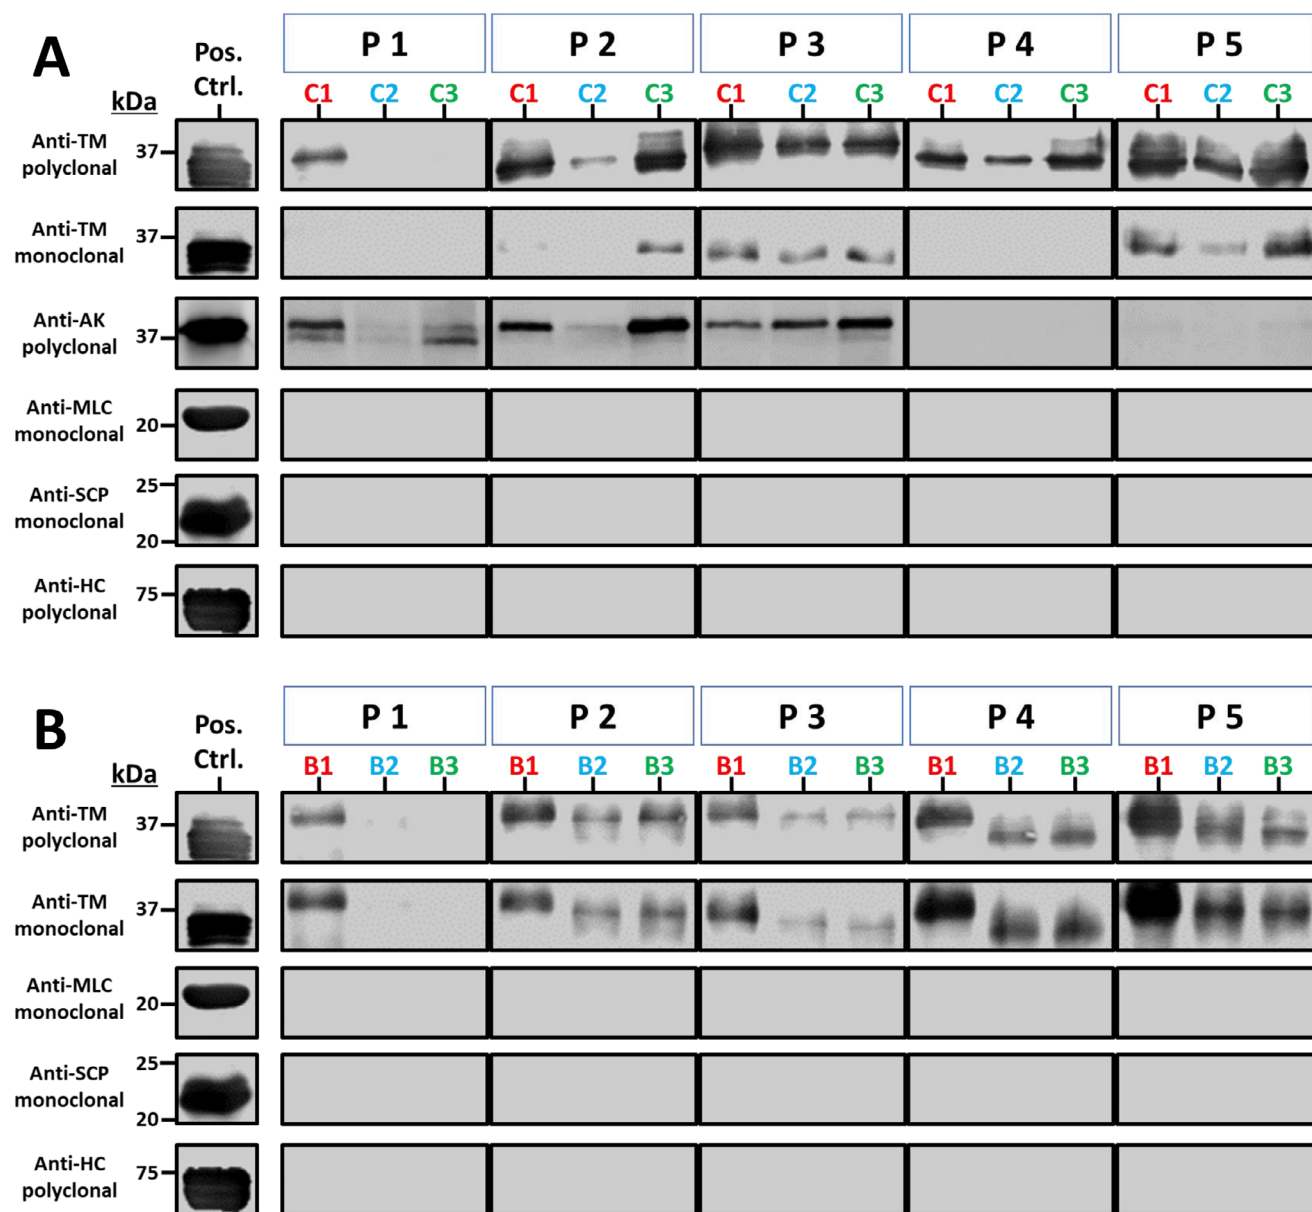 A
Pos.
Ctrl.
kDa
P 1
P 2
P 3
P 4
P 5
C1 C2 C3
C1 C2 C3
C1 C2 C3
C1 C2 C3
C1 C2 C3
Anti-TM
polyclonal
37
Anti-TM
monoclonal
37
Anti-AK
polyclonal
37
Anti-MLC
monoclonal
20
Anti-SCP
monoclonal
25
20
Anti-HC
polyclonal
75
B
Pos.
Ctrl.
kDa
P 1
P 2
P 3
P 4
P 5
B1 B2 B3
B1 B2 B3
B1 B2 B3
B1 B2 B3
B1 B2 B3
Anti-TM
polyclonal
37
Anti-TM
monoclonal
37
Anti-MLC
monoclonal
20
Anti-SCP
monoclonal
25
20
Anti-HC
polyclonal
75